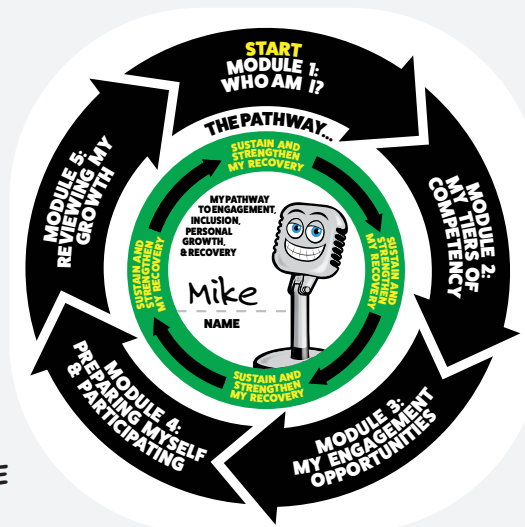 START
MODULE 1:
WHO AM I?
MODULE 2:
MY TIERS OF
COMPETENCY
MODULE 3:
MY ENGAGEMENT
OPPORTUNITIES
MODULE 4:
PREPARING MYSELF
& PARTICIPATING
MODULE 5:
REVIEWING MY
GROWTH
THE PATHWAY...
SUSTAIN AND
STRENGTHEN
MY RECOVERY
SUSTAIN AND
STRENGTHEN
MY RECOVERY
SUSTAIN AND
STRENGTHEN
MY RECOVERY
SUSTAIN AND
STRENGTHEN
MY RECOVERY
MY PATHWAY
TO ENGAGEMENT,
INCLUSION,
PERSONAL
GROWTH,
& RECOVERY
Mike
NAME